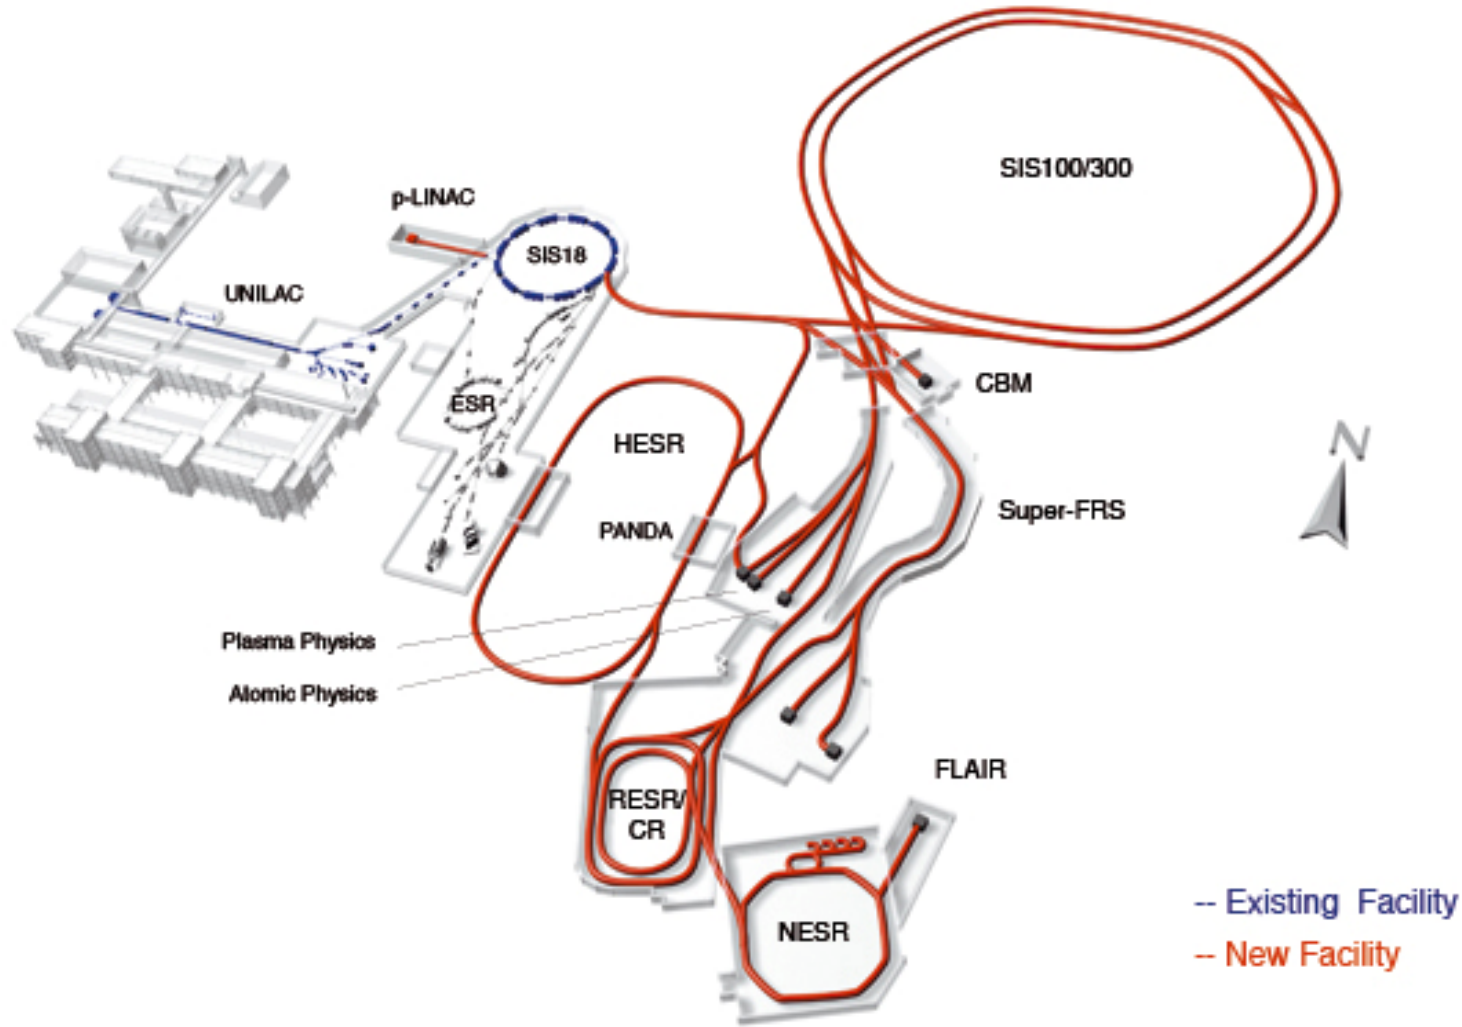 SIS100/300
p-LINAC
SIS18
UNILAC
CBM
ESR
HESR
N
Super-FRS
PANDA
Plasma Physics
Atomic Physics
FLAIR
RESR/
CR
NESR
-- Existing Facility
-- New Facility